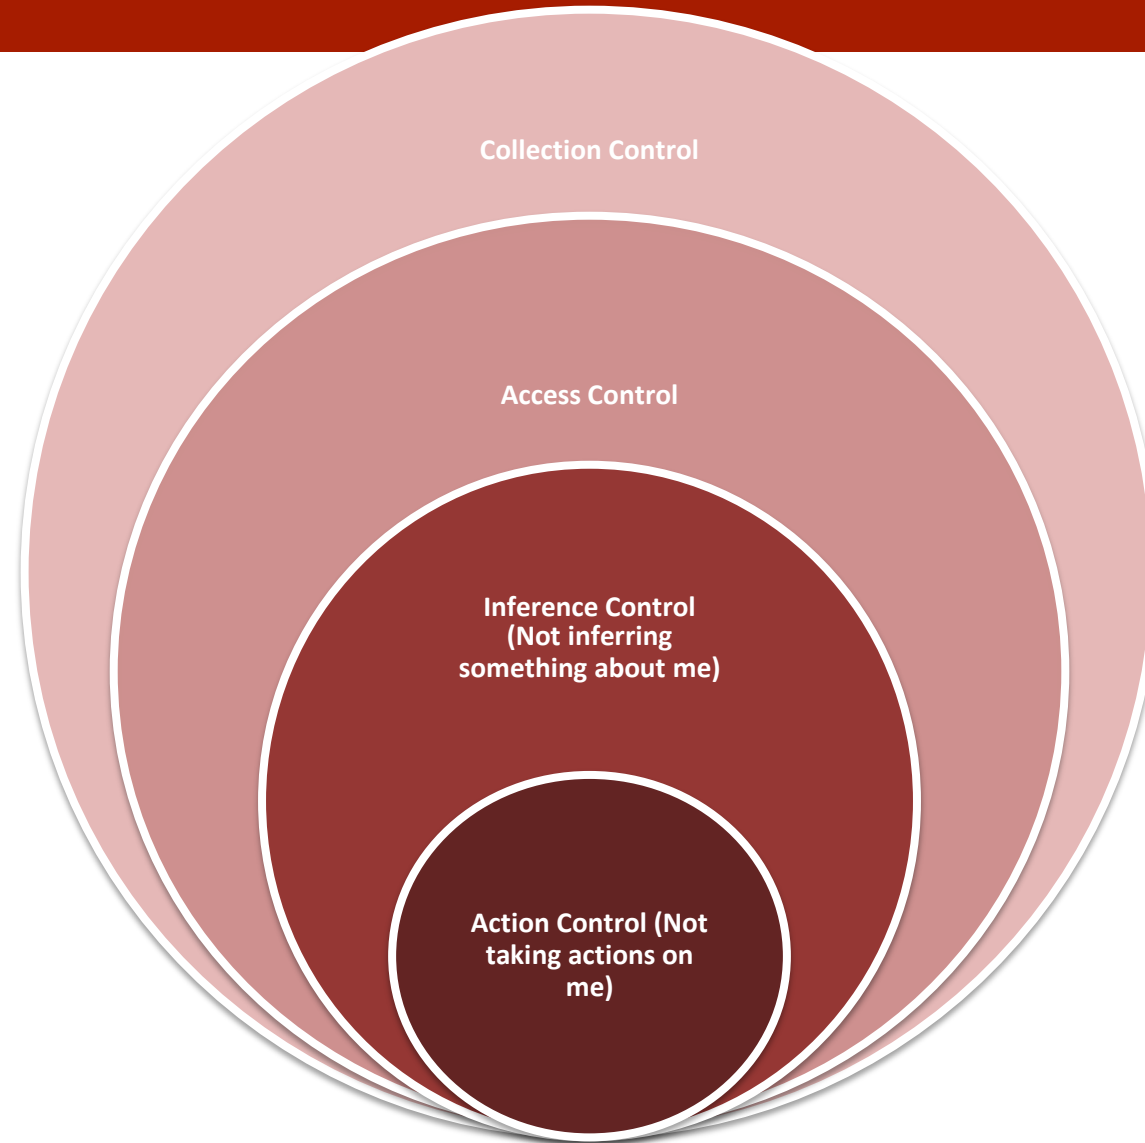 Collection Control
Access Control
Inference Control
(Not inferring
something about me)
Action Control (Not
taking actions on
me)